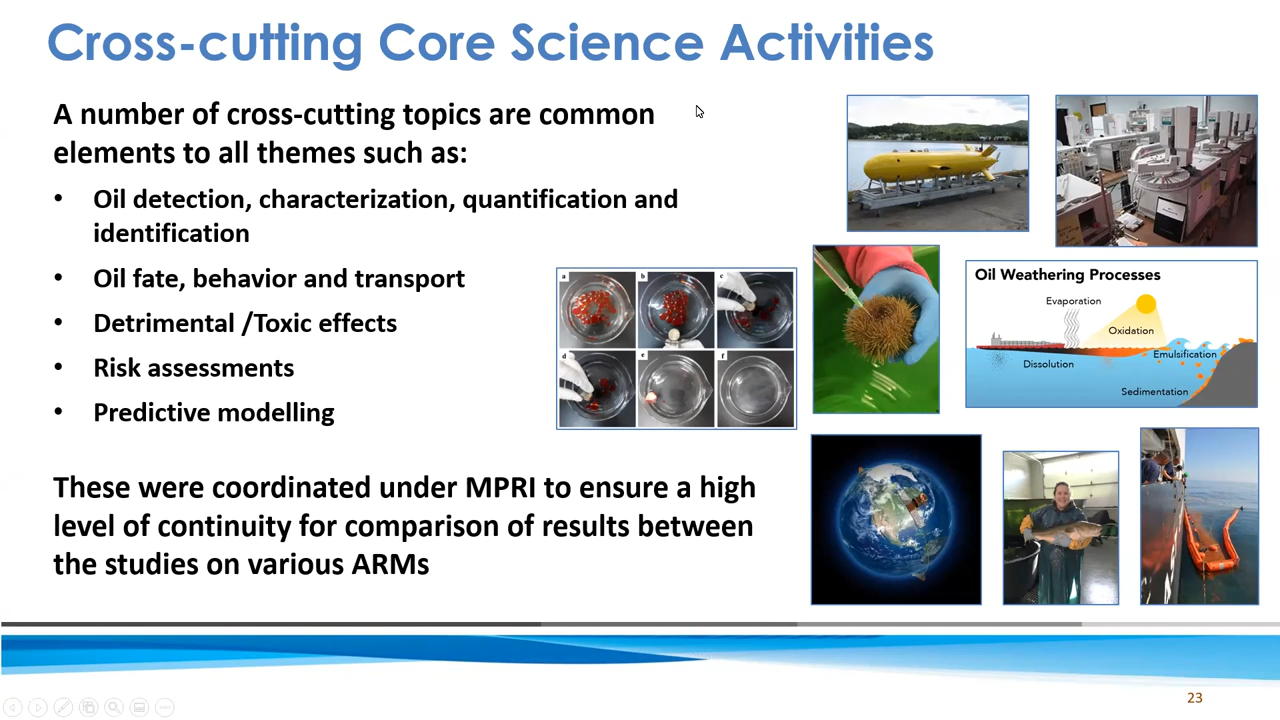 Cross-cutting Core Science Activities
A number of cross-cutting topics are common
elements to all themes such as:
• Oil detection, characterization, quantification and
identification
• Oil fate, behavior and transport
• Detrimental /Toxic effects
• Risk assessments
• Predictive modelling
These were coordinated under MPRI to ensure a high
level of continuity for comparison of results between
the studies on various ARMs
a
b
c
d
e
f
Oil Weathering Processes
Evaporation
Oxidation
Emulsification
Dissolution
Sedimentation
23